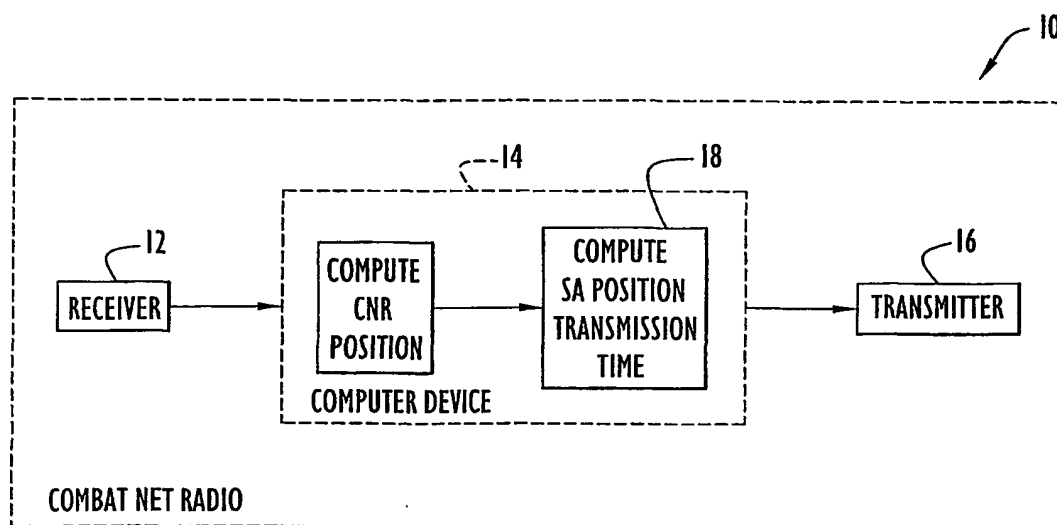 10
14
18
12
RECEIVER
COMPUTE
CNR
POSITION
COMPUTE
SA POSITION
TRANSMISSION
TIME
16
TRANSMITTER
COMPUTER DEVICE
COMBAT NET RADIO